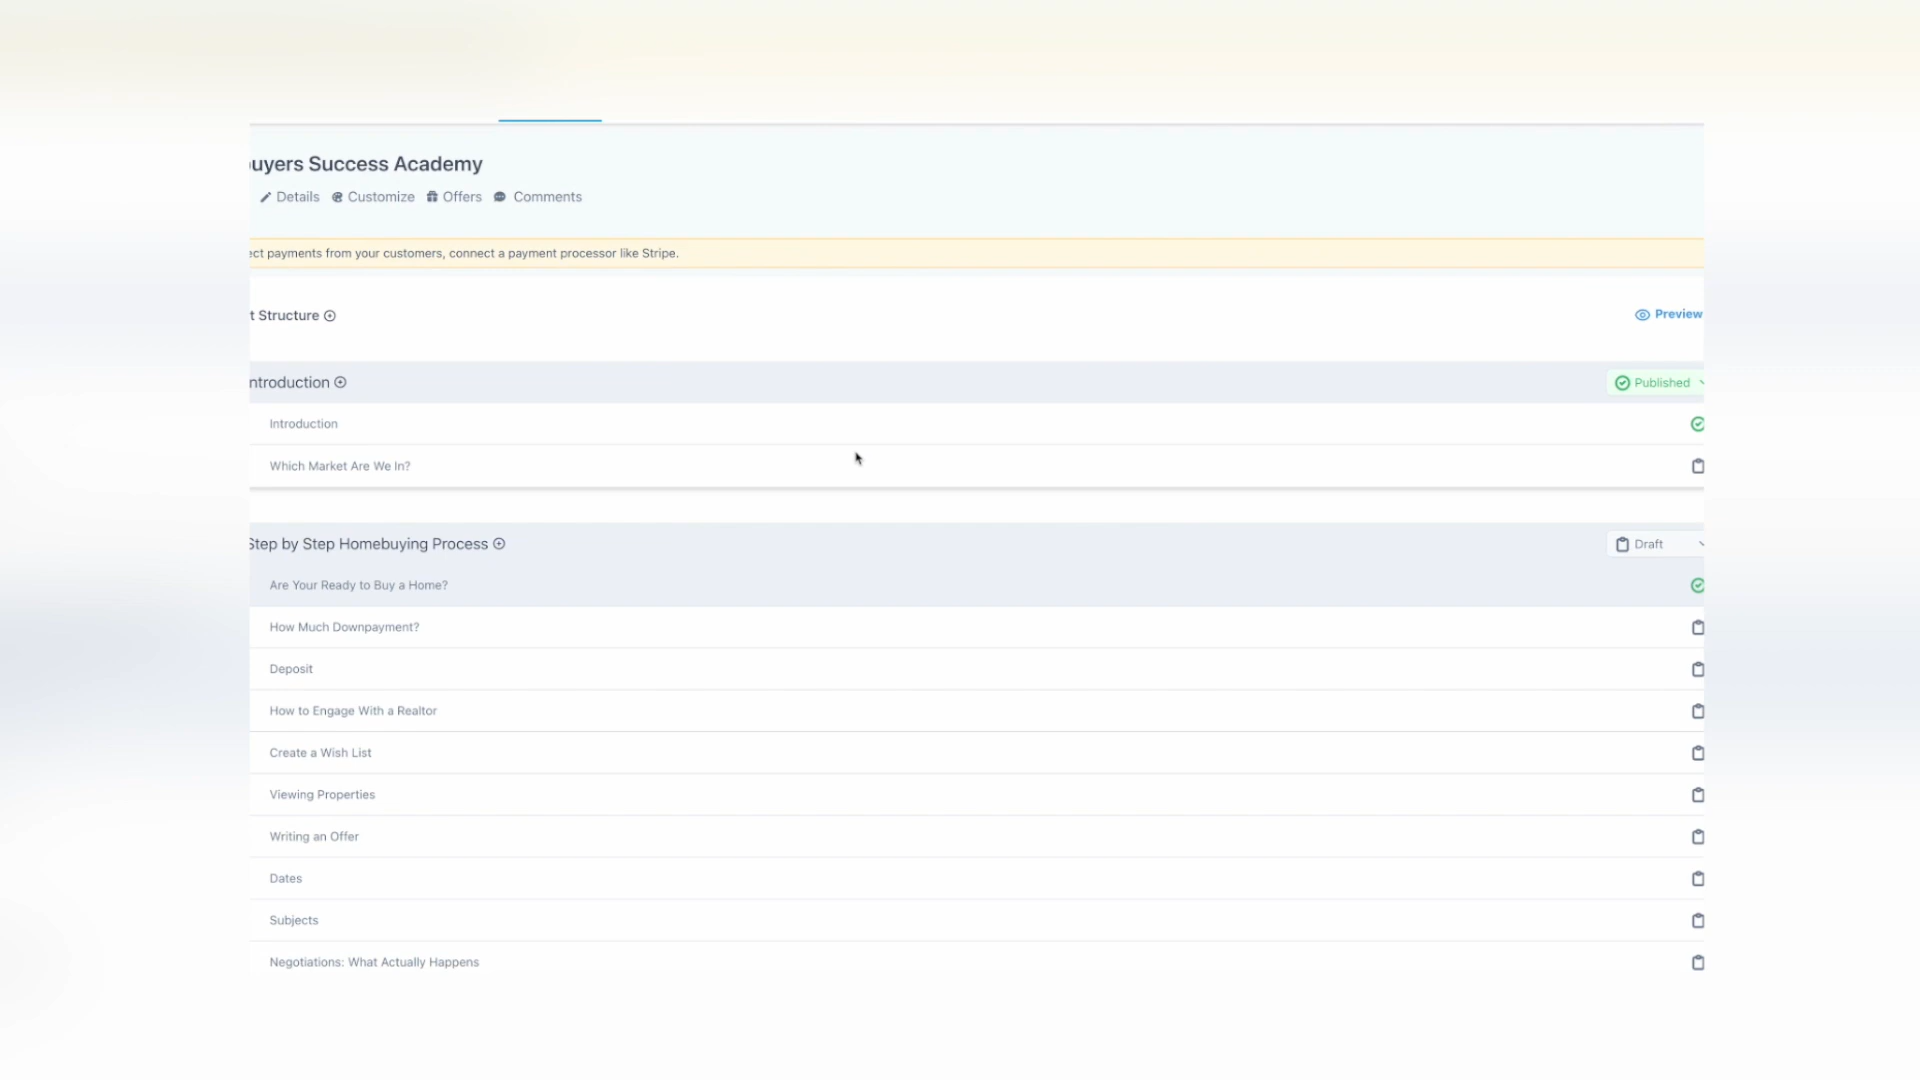 uyers Success Academy
Details Customize Offers Comments
ect payments from your customers, connect a payment processor like Stripe.
t Structure
Preview
ntroduction
Published
Introduction
Which Market Are We In?
Step by Step Homebuying Process
Draft
Are Your Ready to Buy a Home?
How Much Downpayment?
Deposit
How to Engage With a Realtor
Create a Wish List
Viewing Properties
Writing an Offer
Dates
Subjects
Negotiations: What Actually Happens